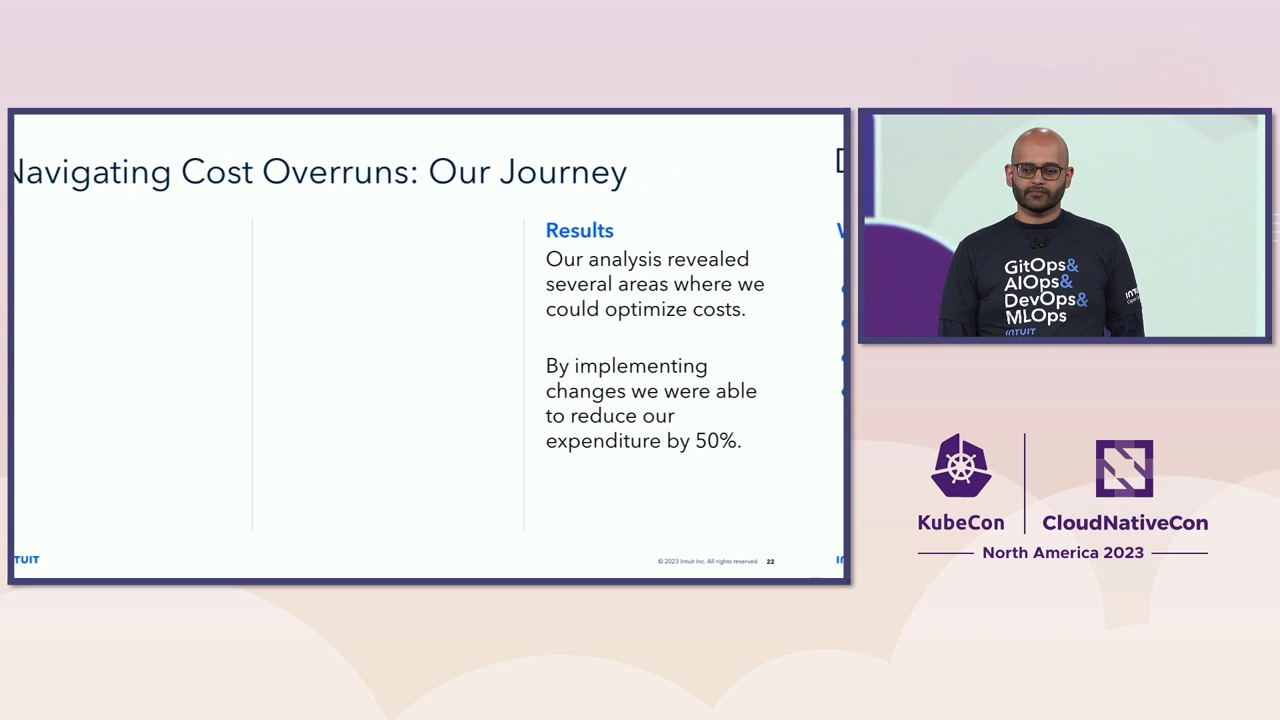 Navigating Cost Overruns: Our Journey
Results
Our analysis revealed
several areas where we
could optimize costs.
By implementing
changes we were able
to reduce our
expenditure by 50%.
TUIT
© 2023 Intuit Inc. All rights reserved
22
GitOps&
AIOps&
DevOps&
MLOps
INTUIT
KubeCon
CloudNativeCon
North America 2023